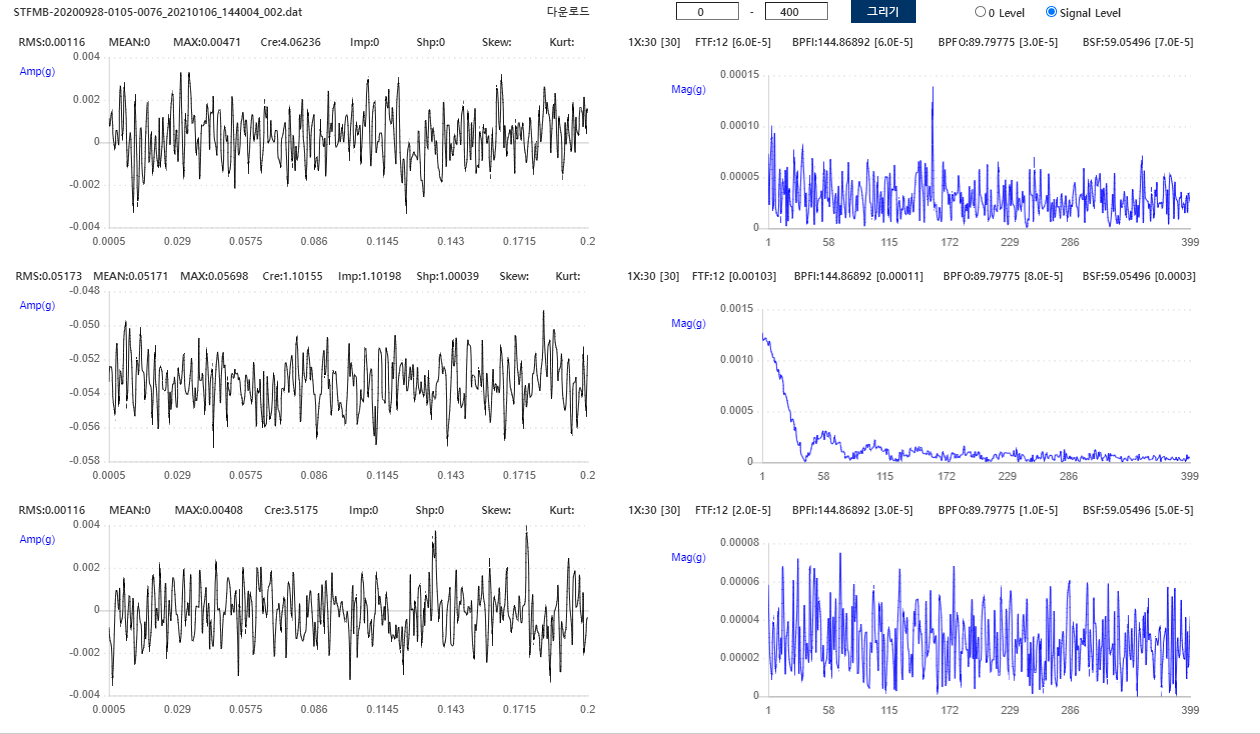 STFMB-20200928-0105-0076_20210106_144004_002.dat 다운로드 0 - 400 그리기 0 Level Signal Level
RMS:0.00116 MEAN:0 MAX:0.00471 Cre:4.06236 Imp:0 Shp:0 Skew: Kurt:
Amp(g)
0.004
0.002
0
-0.002
-0.004
0.0005 0.029 0.0575 0.086 0.1145 0.143 0.1715 0.2
1X:30 [30] FTF:12 [6.0E-5] BPFI:144.86892 [6.0E-5] BPFO:89.79775 [3.0E-5] BSF:59.05496 [7.0E-5]
Mag(g)
0.00015
0.00010
0.00005
0
1 58 115 172 229 286 399
RMS:0.05173 MEAN:0.05171 MAX:0.05698 Cre:1.10155 Imp:1.10198 Shp:1.00039 Skew: Kurt:
Amp(g)
-0.048
-0.050
-0.052
-0.054
-0.056
-0.058
0.0005 0.029 0.0575 0.086 0.1145 0.143 0.1715 0.2
1X:30 [30] FTF:12 [0.00103] BPFI:144.86892 [0.00011] BPFO:89.79775 [8.0E-5] BSF:59.05496 [0.0003]
Mag(g)
0.0015
0.0010
0.0005
0
1 58 115 172 229 286 399
RMS:0.00116 MEAN:0 MAX:0.00408 Cre:3.5175 Imp:0 Shp:0 Skew: Kurt:
Amp(g)
0.004
0.002
0
-0.002
-0.004
0.0005 0.029 0.0575 0.086 0.1145 0.143 0.1715 0.2
1X:30 [30] FTF:12 [2.0E-5] BPFI:144.86892 [3.0E-5] BPFO:89.79775 [1.0E-5] BSF:59.05496 [5.0E-5]
Mag(g)
0.00008
0.00006
0.00004
0.00002
0
1 58 115 172 229 286 399